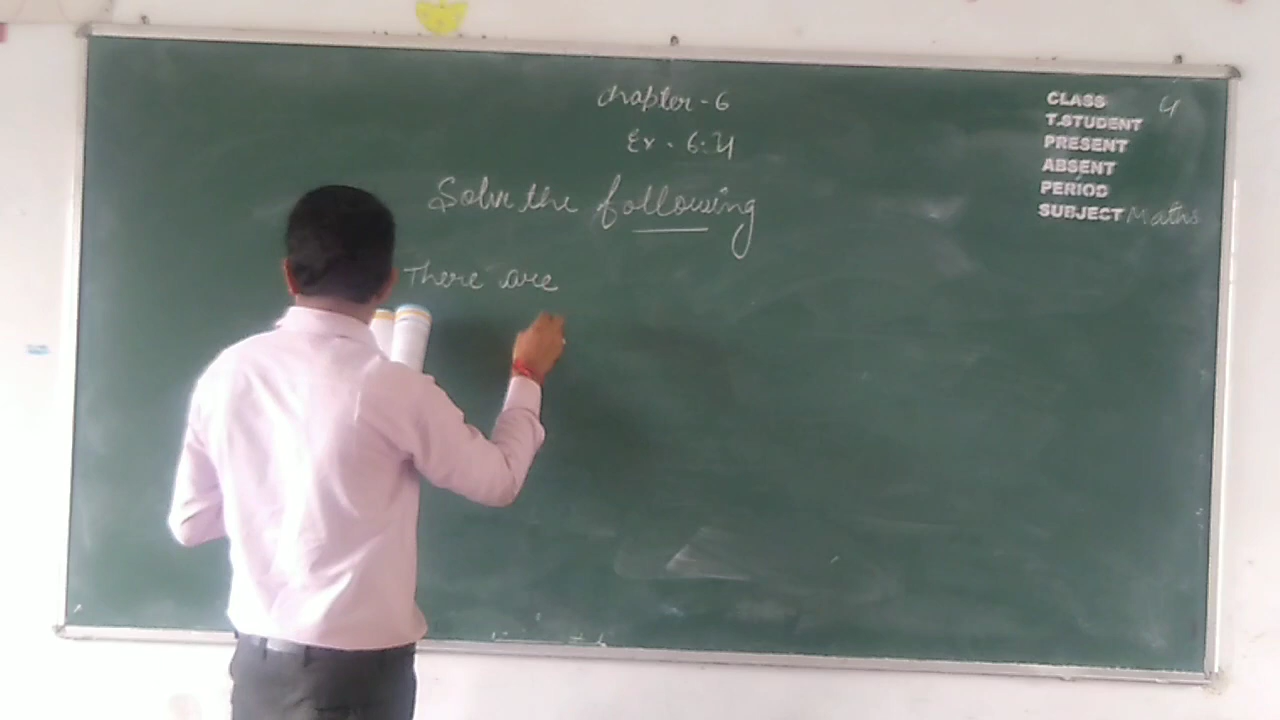 chapter-6
Ex. 6.4
Solve the following
There are
CLASS 4
T.STUDENT
PRESENT
ABSENT
PERIOD
SUBJECT Maths